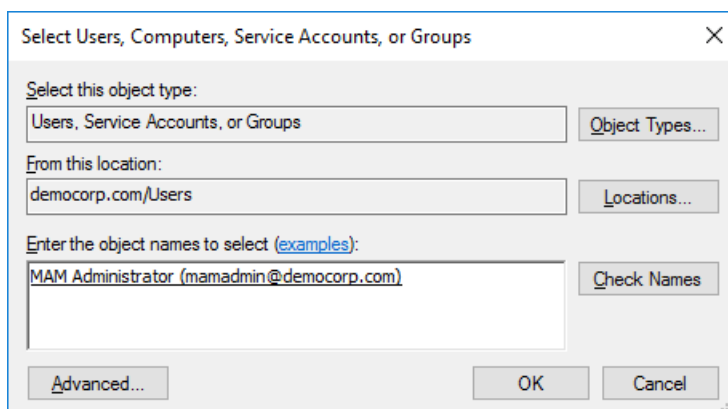 Select Users, Computers, Service Accounts, or Groups
Select this object type:
Users, Service Accounts, or Groups
Object Types...
From this location:
democorp.com/Users
Locations...
Enter the object names to select (examples):
MAM Administrator (mamadmin@democorp.com)
Check Names
Advanced...
OK
Cancel